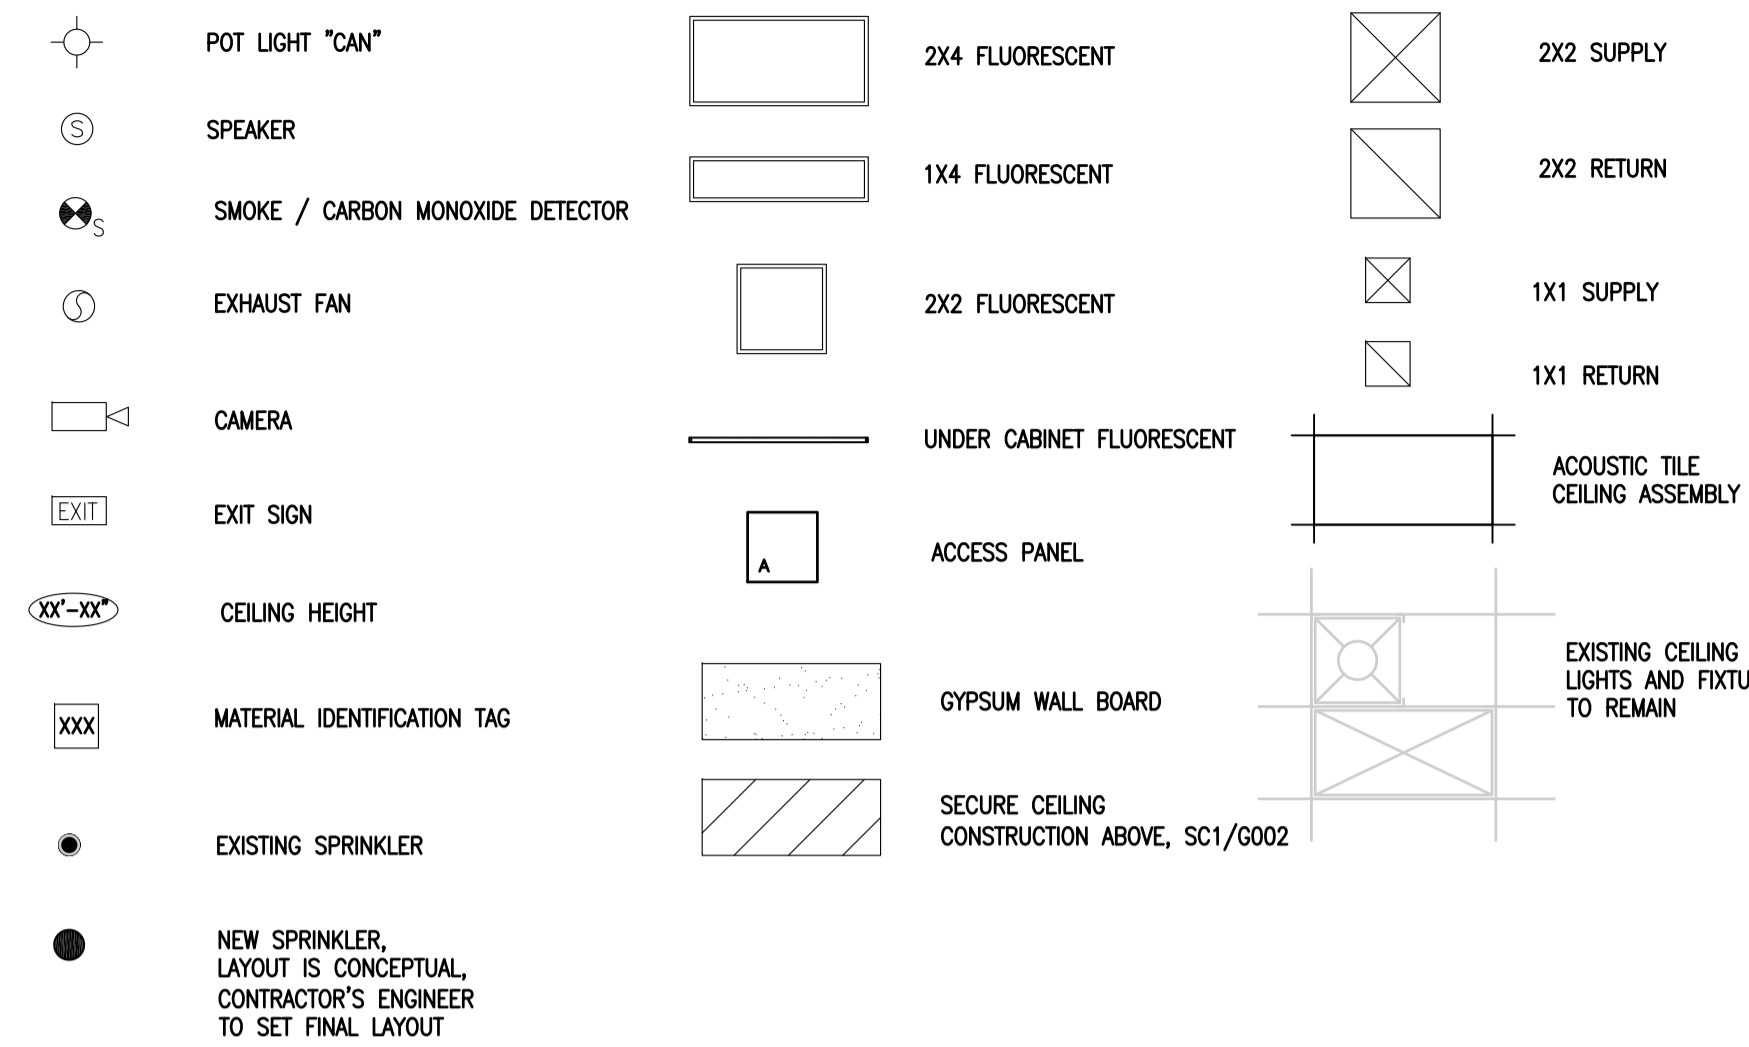 POT LIGHT "CAN"
S
SPEAKER
S
SMOKE / CARBON MONOXIDE DETECTOR
EXHAUST FAN
CAMERA
EXIT
EXIT SIGN
XX'-XX"
CEILING HEIGHT
XXX
MATERIAL IDENTIFICATION TAG
EXISTING SPRINKLER
NEW SPRINKLER,
LAYOUT IS CONCEPTUAL,
CONTRACTOR'S ENGINEER
TO SET FINAL LAYOUT
2X4 FLUORESCENT
1X4 FLUORESCENT
2X2 FLUORESCENT
UNDER CABINET FLUORESCENT
A
ACCESS PANEL
GYPSUM WALL BOARD
SECURE CEILING
CONSTRUCTION ABOVE, SC1/G002
2X2 SUPPLY
2X2 RETURN
1X1 SUPPLY
1X1 RETURN
ACOUSTIC TILE
CEILING ASSEMBLY
EXISTING CEILING
LIGHTS AND FIXTU
TO REMAIN